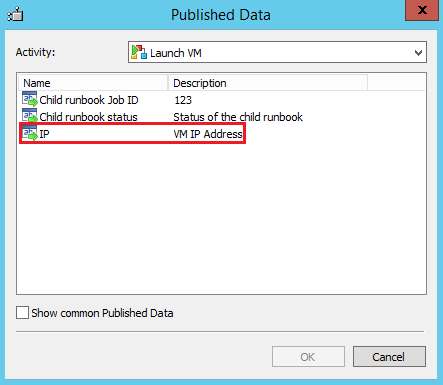 Published Data
Activity: Launch VM
Name Description
Child runbook Job ID 123
Child runbook status Status of the child runbook
IP VM IP Address
Show common Published Data
OK Cancel